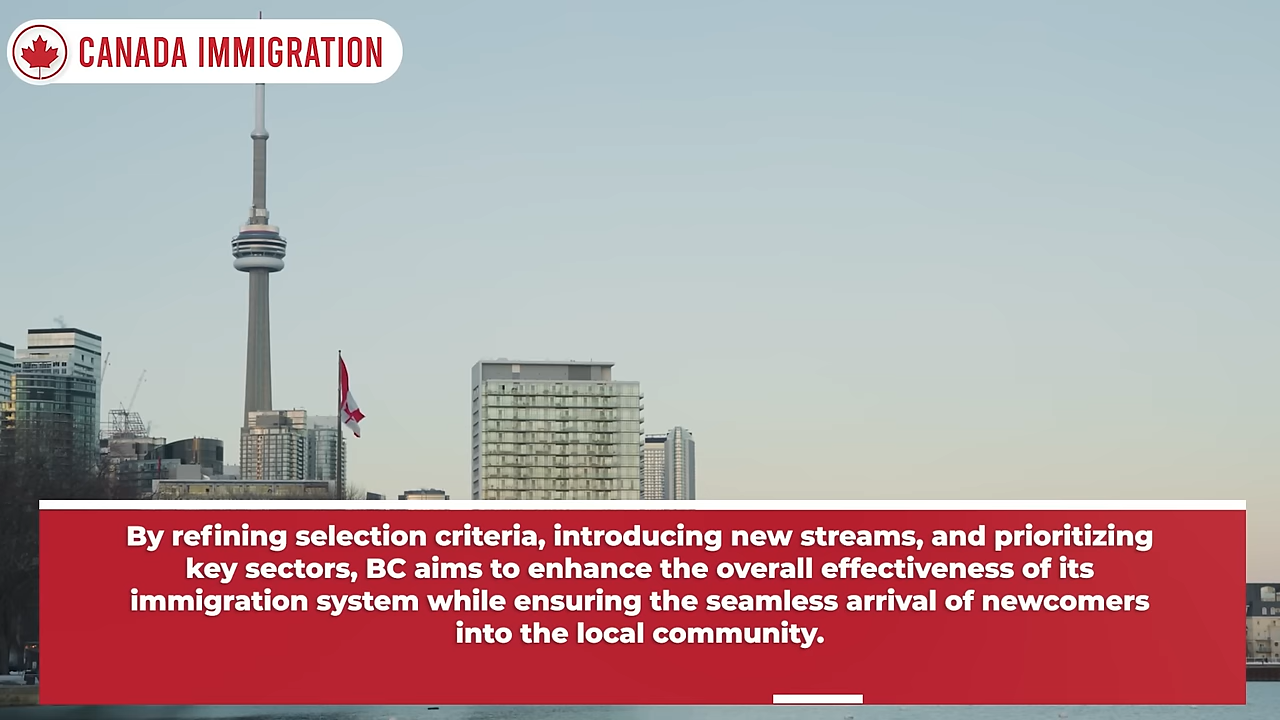 CANADA IMMIGRATION
By refining selection criteria, introducing new streams, and prioritizing
key sectors, BC aims to enhance the overall effectiveness of its
immigration system while ensuring the seamless arrival of newcomers
into the local community.